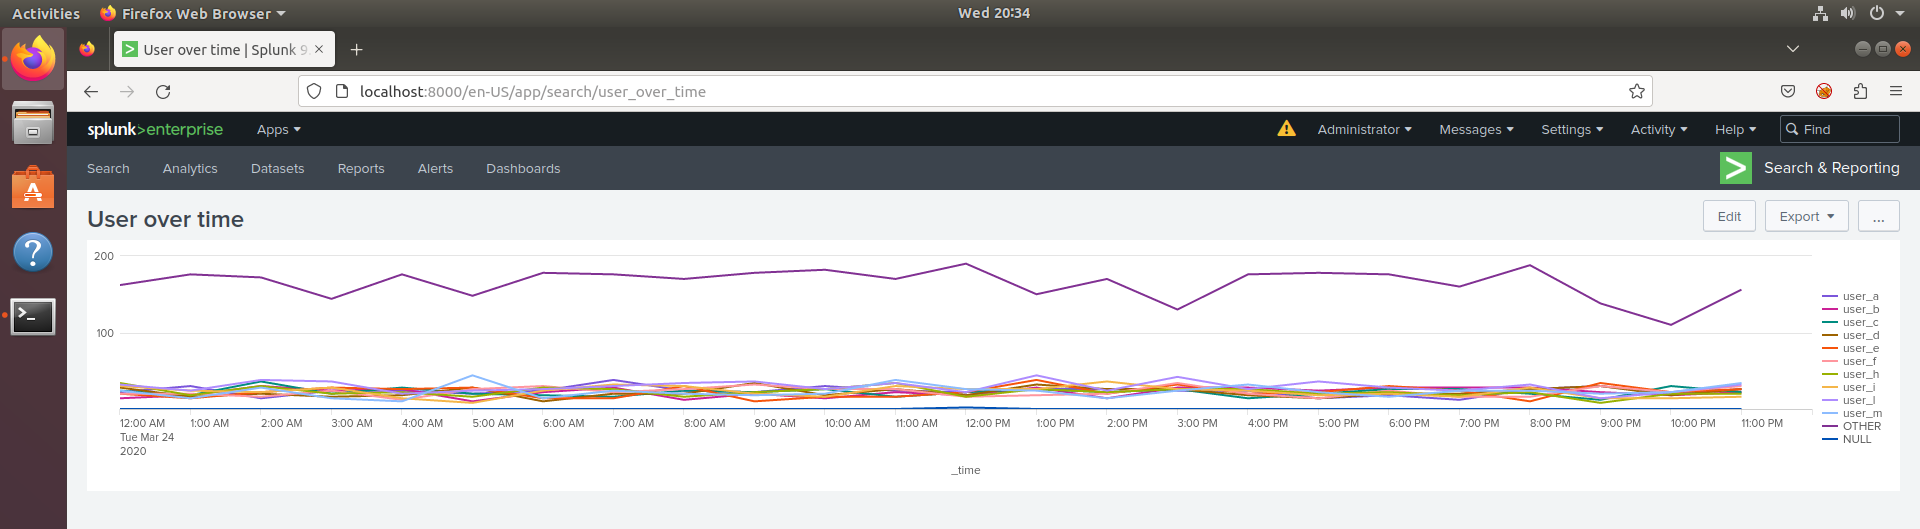 Activities Firefox Web Browser Wed 20:34
User over time | Splunk 9.
localhost:8000/en-US/app/search/user_over_time
splunk>enterprise Apps Administrator Messages Settings Activity Help Find
Search Analytics Datasets Reports Alerts Dashboards Search & Reporting
User over time Edit Export ...
200
100
user_a
user_b
user_c
user_d
user_e
user_f
user_h
user_i
user_l
user_m
OTHER
NULL
12:00 AM 1:00 AM 2:00 AM 3:00 AM 4:00 AM 5:00 AM 6:00 AM 7:00 AM 8:00 AM 9:00 AM 10:00 AM 11:00 AM 12:00 PM 1:00 PM 2:00 PM 3:00 PM 4:00 PM 5:00 PM 6:00 PM 7:00 PM 8:00 PM 9:00 PM 10:00 PM 11:00 PM
Tue Mar 24
2020
_time